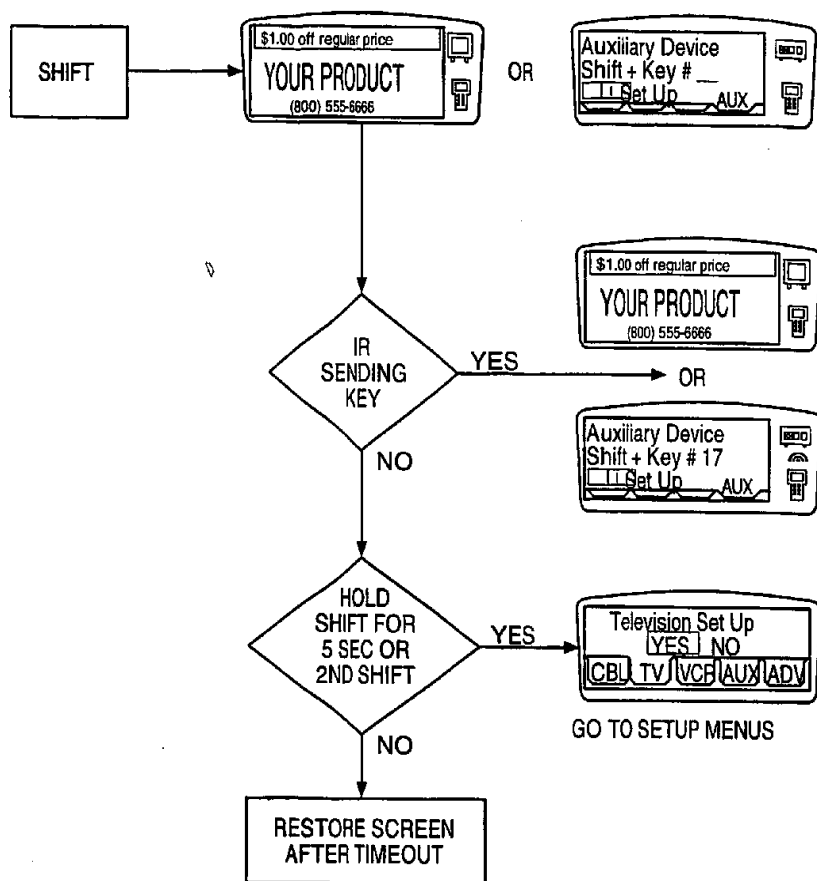 SHIFT
$1.00 off regular price
YOUR PRODUCT
(800) 555-6666
OR
Auxiliary Device
Shift + Key # __
Set Up
AUX
IR
SENDING
KEY
YES
$1.00 off regular price
YOUR PRODUCT
(800) 555-6666
OR
Auxiliary Device
Shift + Key # 17
Set Up
AUX
NO
HOLD
SHIFT FOR
5 SEC OR
2ND SHIFT
YES
Television Set Up
YES NO
CBL TV VCR AUX ADV
GO TO SETUP MENUS
NO
RESTORE SCREEN
AFTER TIMEOUT